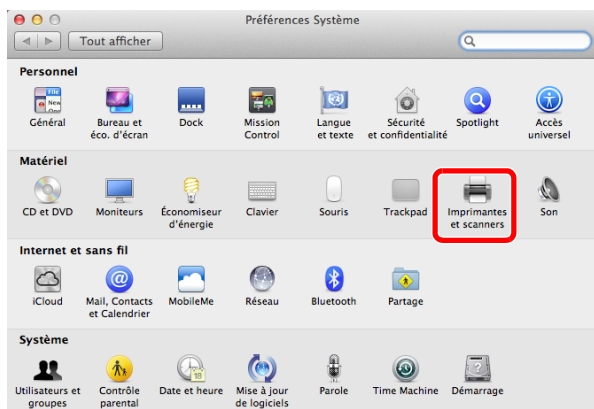 Préférences Système
Tout afficher
Personnel
File
New
Général
Bureau et
éco. d'écran
Dock
Mission
Control
Langue
et texte
Sécurité
et confidentialité
Spotlight
Accès
universel
Matériel
CD et DVD
Moniteurs
Économiseur
d'énergie
Clavier
Souris
Trackpad
Imprimantes
et scanners
Son
Internet et sans fil
iCloud
Mail, Contacts
et Calendrier
MobileMe
Réseau
Bluetooth
Partage
Système
Utilisateurs et
groupes
Contrôle
parental
18
Date et heure
Mise à jour
de logiciels
Parole
Time Machine
?
Démarrage